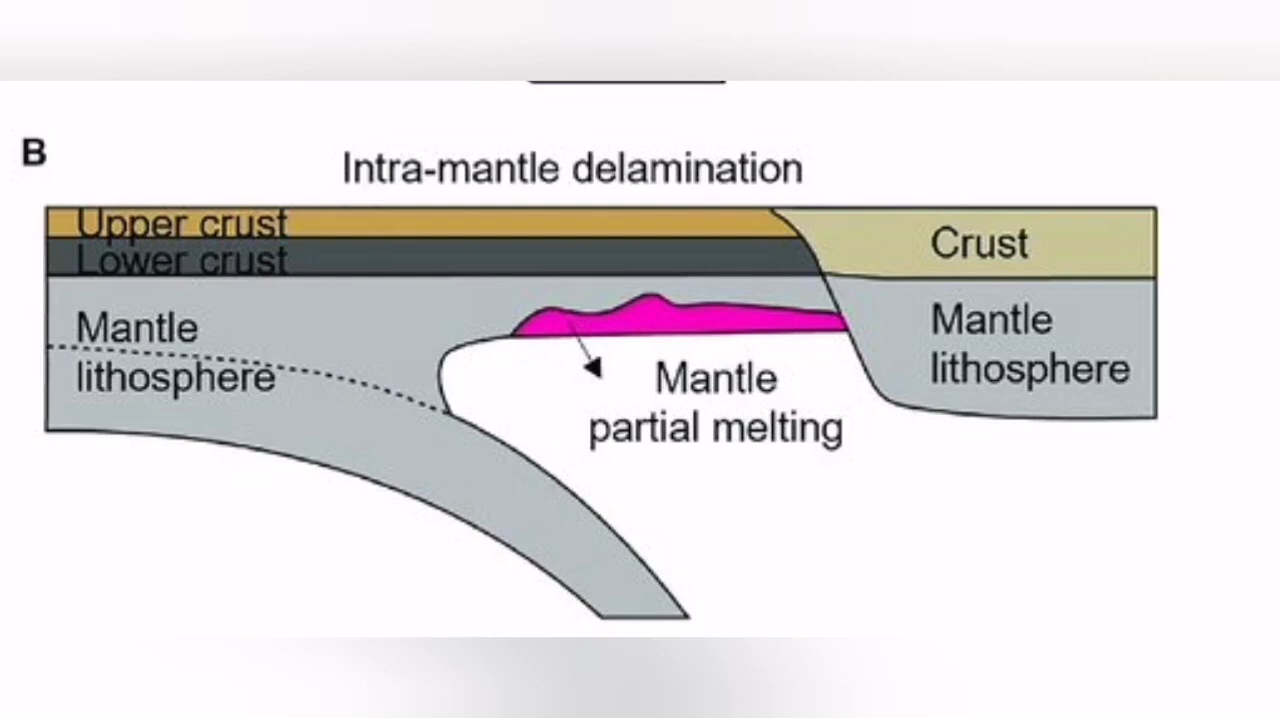 B
Intra-mantle delamination
Upper crust
Lower crust
Crust
Mantle
lithosphere
Mantle
lithosphere
Mantle
partial melting